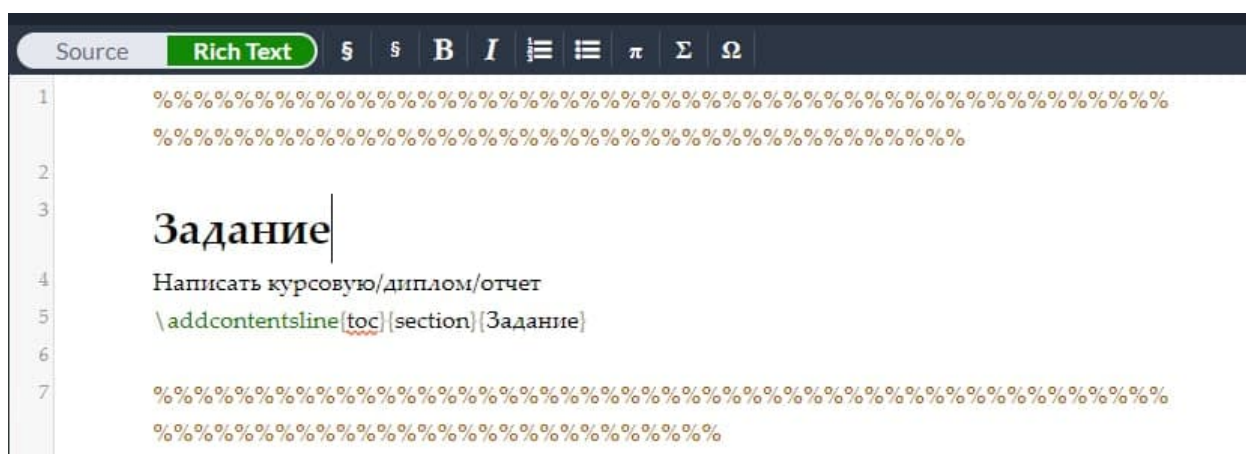 Source Rich Text § § B I π Σ Ω
1 %%%%%%%%%%%%%%%%%%%%%%%%%%%%%%%%%%%%%%%%%%%%%%%%%%
%%%%%%%%%%%%%%%%%%%%%%%%%%%%%%%%%%%%%%%%
2
3 Задание
4 Написать курсовую/диплом/отчет
5 \addcontentsline{toc}{section}{Задание}
6
7 %%%%%%%%%%%%%%%%%%%%%%%%%%%%%%%%%%%%%%%%%%%%%%%%%%
%%%%%%%%%%%%%%%%%%%%%%%%%%%%